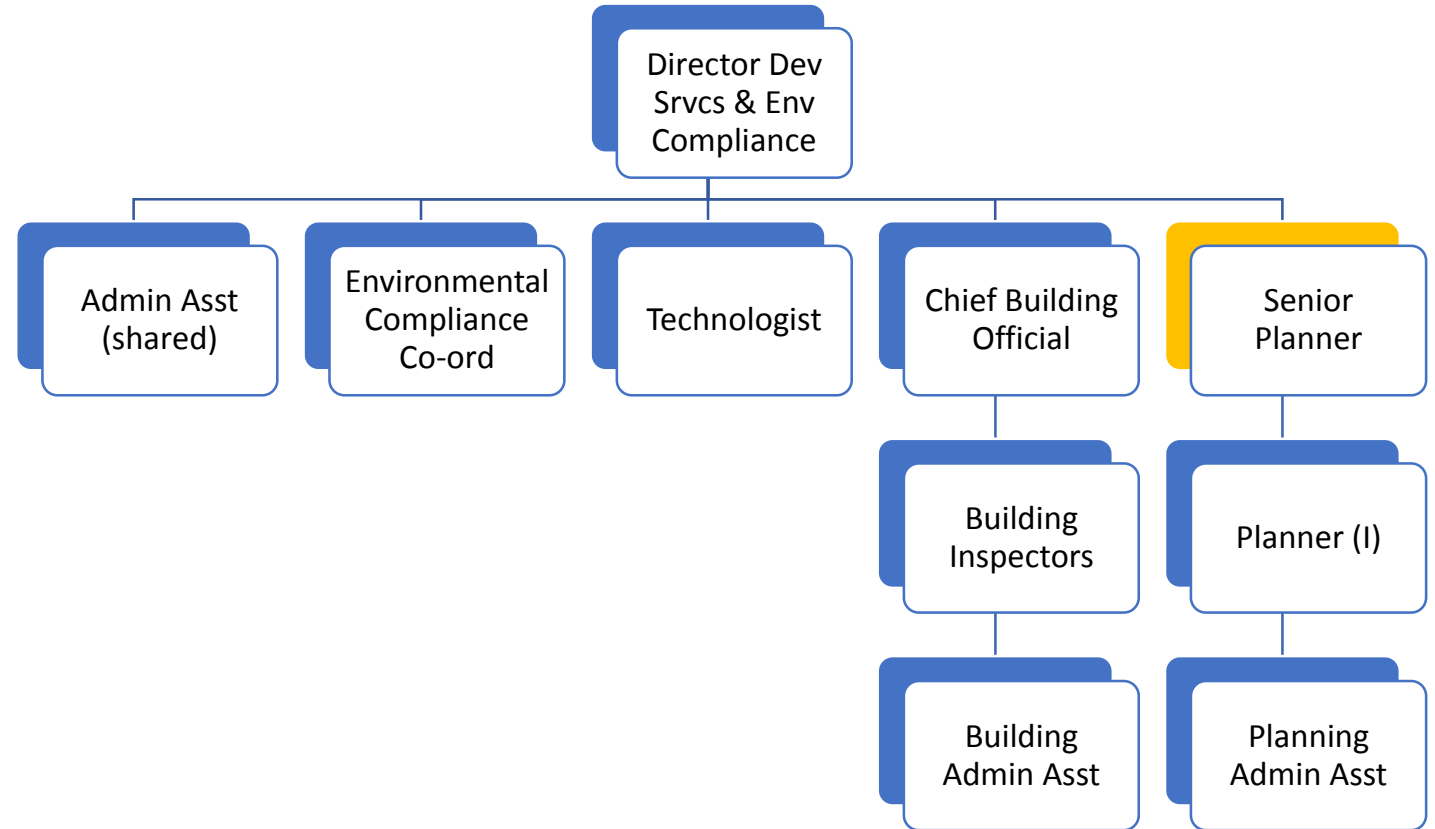 Director Dev
Srvcs & Env
Compliance
Admin Asst
(shared)
Environmental
Compliance
Co-ord
Technologist
Chief Building
Official
Senior
Planner
Building
Inspectors
Planner (I)
Building
Admin Asst
Planning
Admin Asst